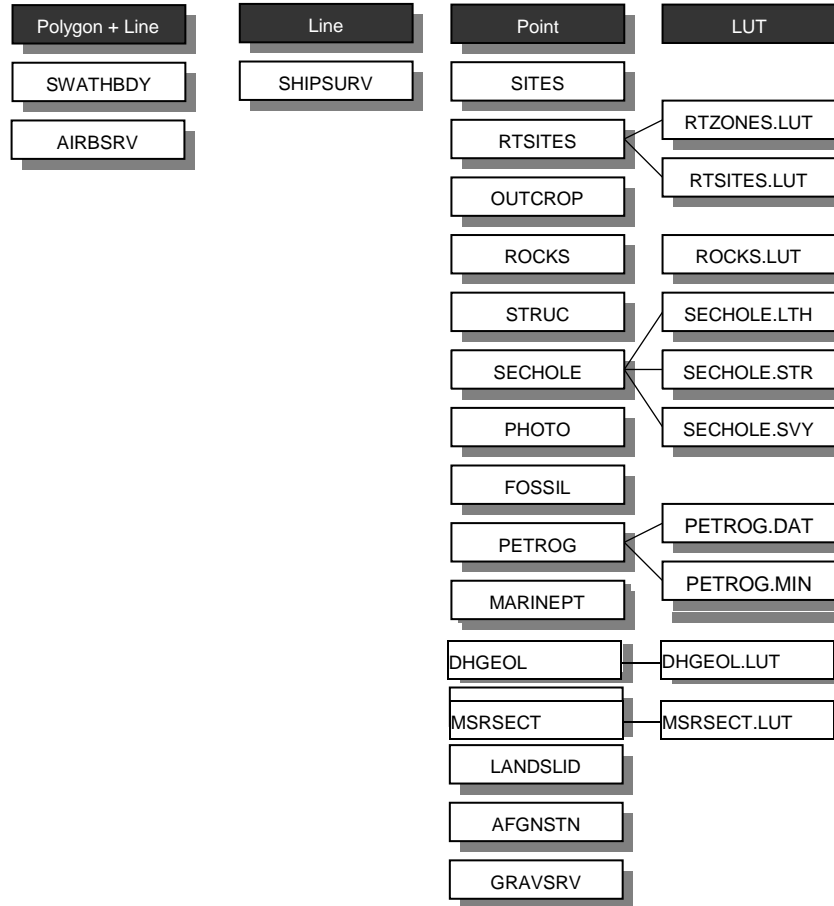 Polygon + Line
SWATHBDY
AIRBSRV
Line
SHIPSURV
Point
SITES
RTSITES
OUTCROP
ROCKS
STRUC
SECHOLE
PHOTO
FOSSIL
PETROG
MARINEPT
DHGEOL
MSRSECT
LANDSLID
AFGNSTN
GRAVSRV
LUT
RTZONES.LUT
RTSITES.LUT
ROCKS.LUT
SECHOLE.LTH
SECHOLE.STR
SECHOLE.SVY
PETROG.DAT
PETROG.MIN
DHGEOL.LUT
MSRSECT.LUT